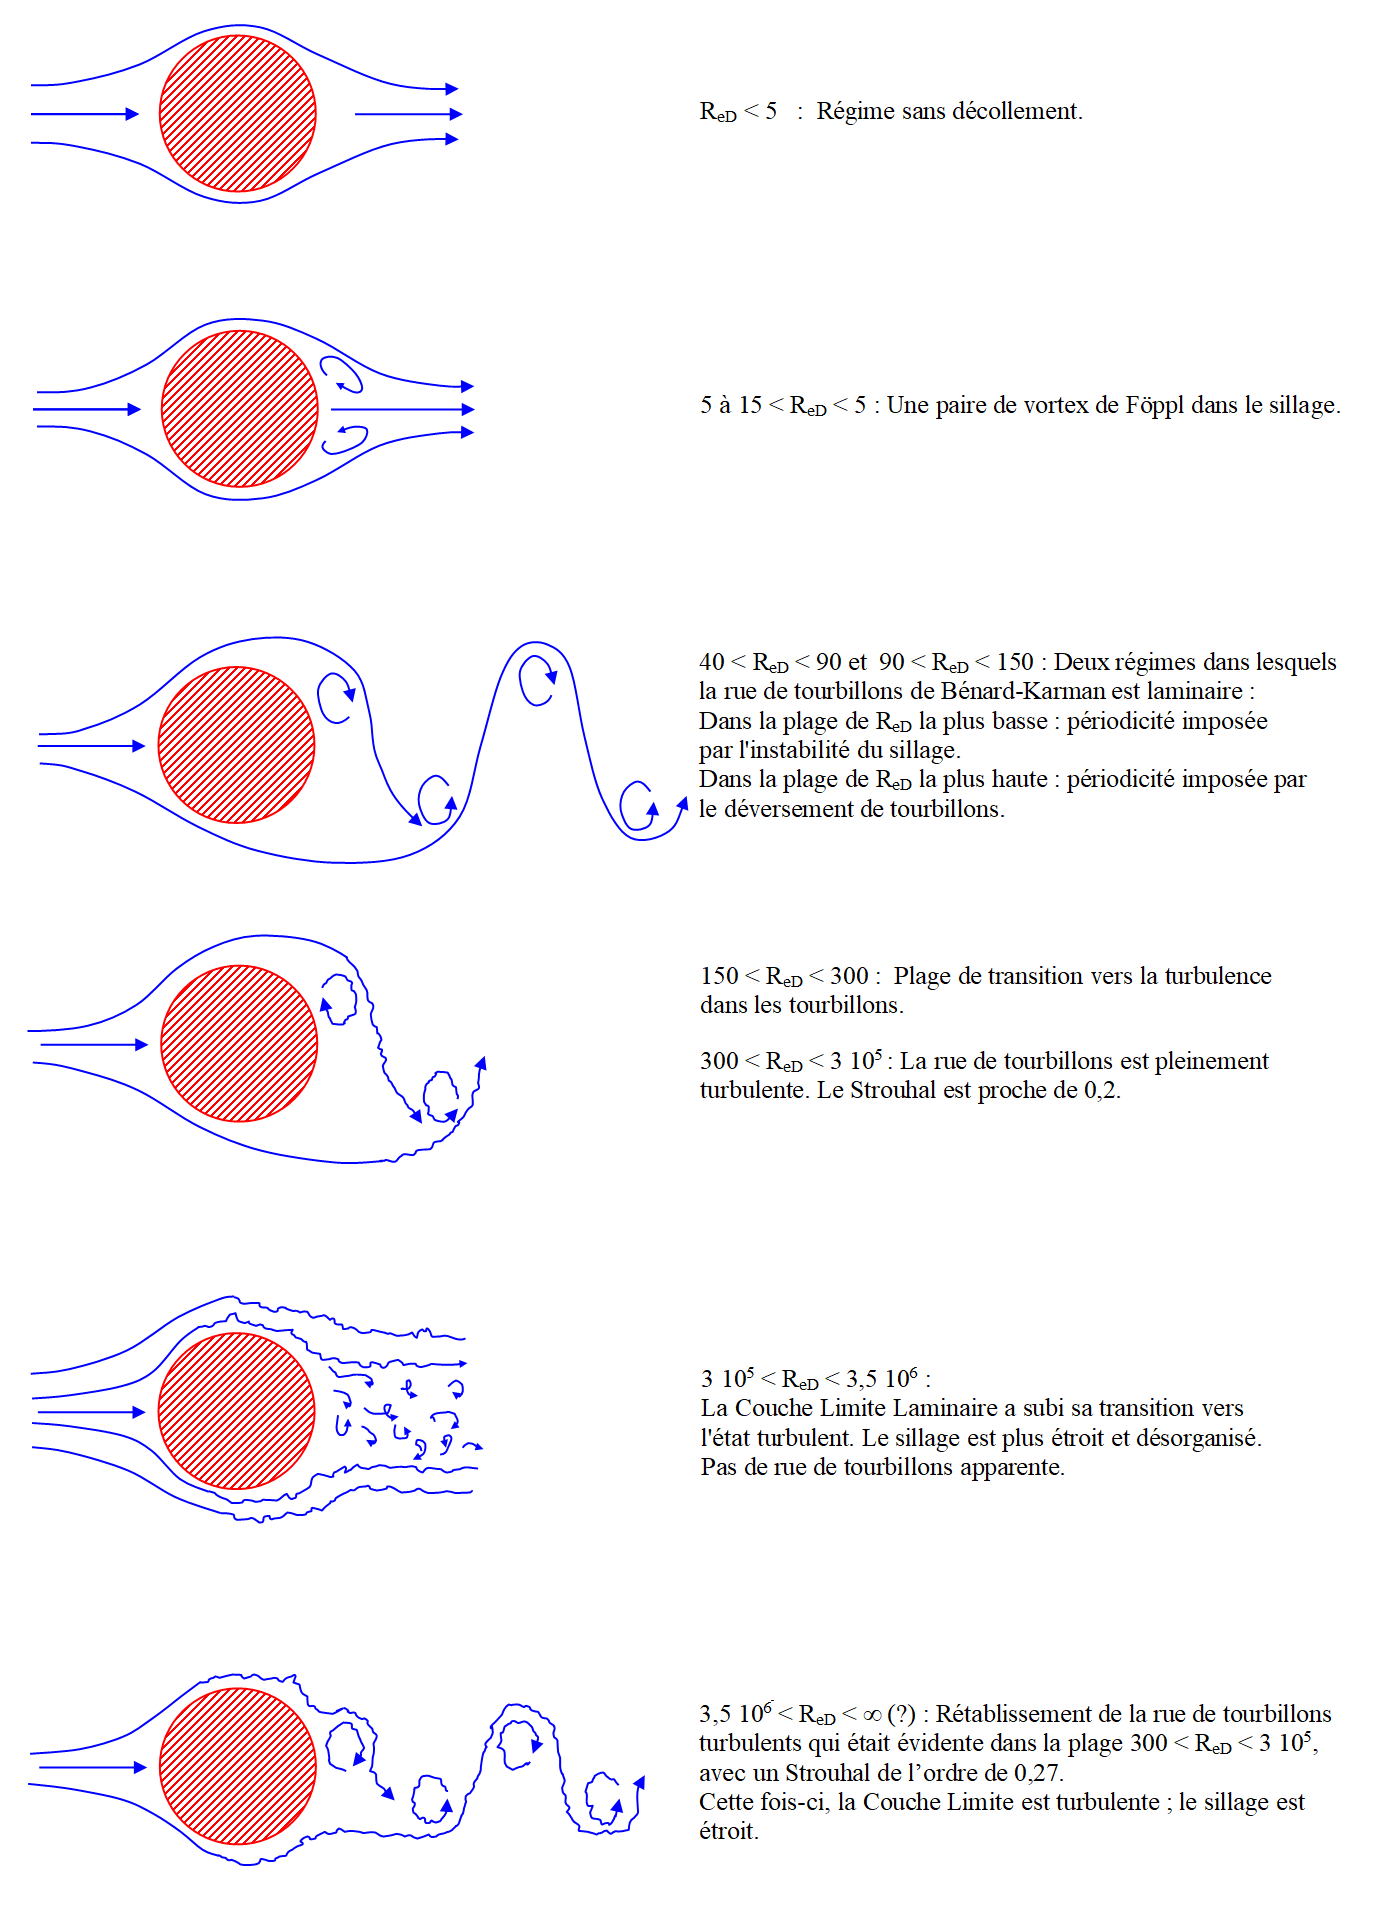 ReD < 5 : Régime sans décollement.
5 à 15 < ReD < 5 : Une paire de vortex de Föppl dans le sillage.
40 < ReD < 90 et 90 < ReD < 150 : Deux régimes dans lesquels
la rue de tourbillons de Bénard-Karman est laminaire :
Dans la plage de ReD la plus basse : périodicité imposée
par l'instabilité du sillage.
Dans la plage de ReD la plus haute : périodicité imposée par
le déversement de tourbillons.
150 < ReD < 300 : Plage de transition vers la turbulence
dans les tourbillons.
300 < ReD < 3 10⁵ : La rue de tourbillons est pleinement
turbulente. Le Strouhal est proche de 0,2.
3 10⁵ < ReD < 3,5 10⁶ :
La Couche Limite Laminaire a subi sa transition vers
l'état turbulent. Le sillage est plus étroit et désorganisé.
Pas de rue de tourbillons apparente.
3,5 10⁶ < ReD < ∞ (?) : Rétablissement de la rue de tourbillons
turbulents qui était évidente dans la plage 300 < ReD < 3 10⁵,
avec un Strouhal de l’ordre de 0,27.
Cette fois-ci, la Couche Limite est turbulente ; le sillage est
étroit.